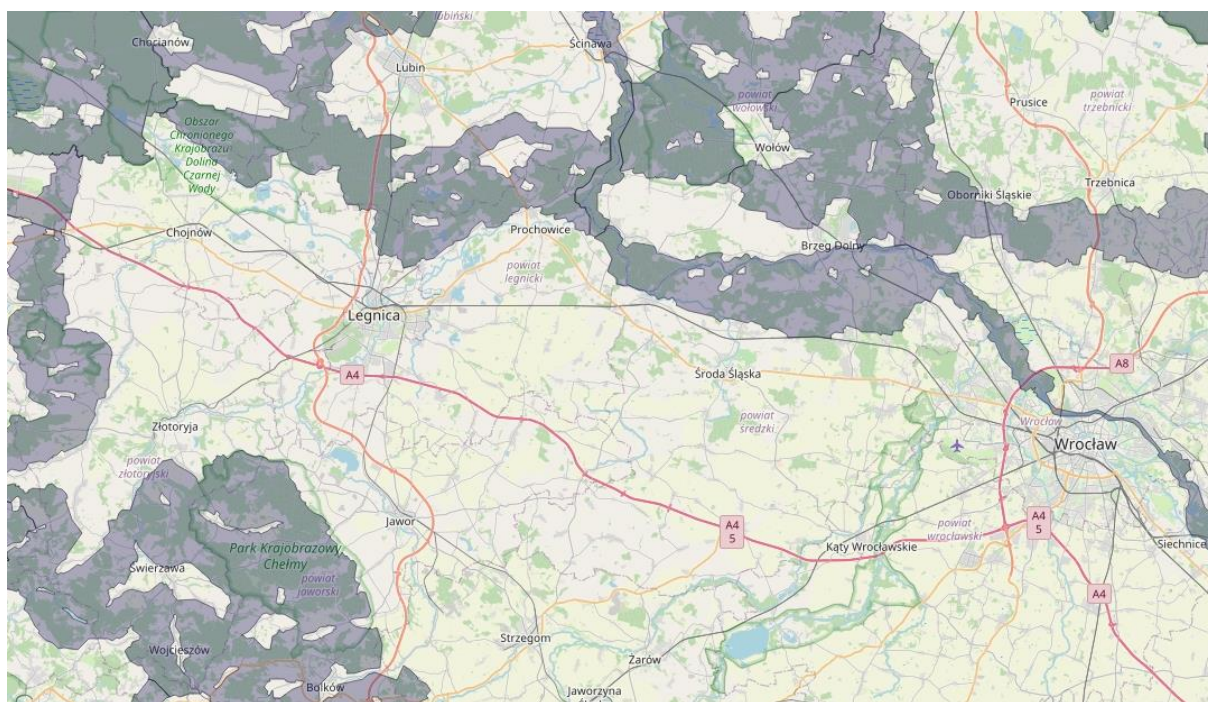 lubiński
Chocianów
Ścinawa
Lubin
powiat
wołowski
Prusice
powiat
trzebnicki
Obszar
Chronionego
Krajobrazu
Dolina
Czarnej
Wody
Wołów
Trzebnica
Oborniki Śląskie
Chojnów
Prochowice
Brzeg Dolny
powiat
legnicki
Legnica
A8
A4
Środa Śląska
powiat
średzki
Złotoryja
Wrocław
Wrocław
powiat
złotoryjski
Jawor
A4
5
A4
5
powiat
wrocławski
Park Krajobrazowy
Chełmy
Kąty Wrocławskie
Siechnice
Świerzawa
powiat
jaworski
A4
Strzegom
Wojcieszów
Żarów
Bolków
Jaworzyna